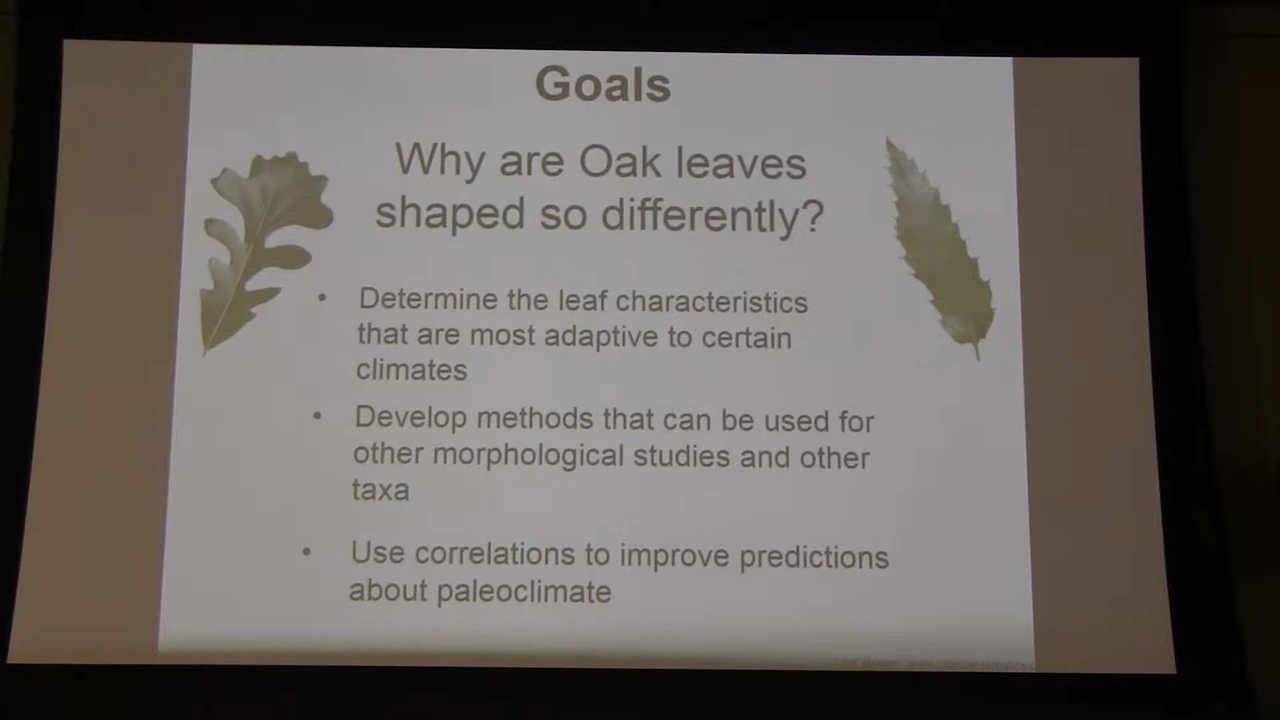 Goals
Why are Oak leaves
shaped so differently?
• Determine the leaf characteristics
that are most adaptive to certain
climates
• Develop methods that can be used for
other morphological studies and other
taxa
• Use correlations to improve predictions
about paleoclimate